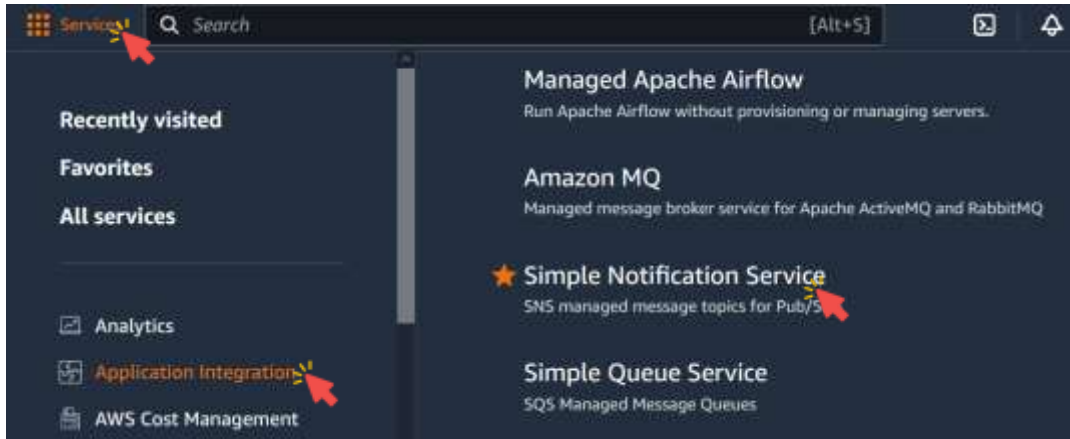 Services
Search
[Alt+S]
Recently visited
Favorites
All services
Analytics
Application Integration
AWS Cost Management
Managed Apache Airflow
Run Apache Airflow without provisioning or managing servers.
Amazon MQ
Managed message broker service for Apache ActiveMQ and RabbitMQ
Simple Notification Service
SNS managed message topics for Pub/S
Simple Queue Service
SQS Managed Message Queues